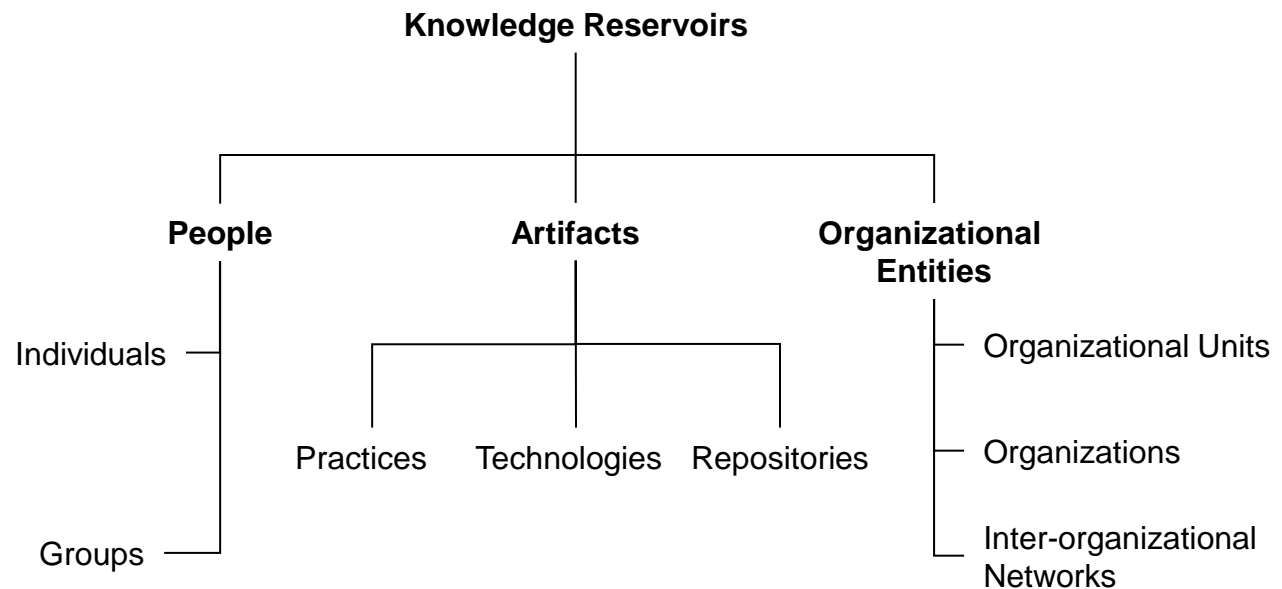 Knowledge Reservoirs
People
Artifacts
Organizational
Entities
Individuals
Organizational Units
Practices
Technologies
Repositories
Organizations
Groups
Inter-organizational
Networks